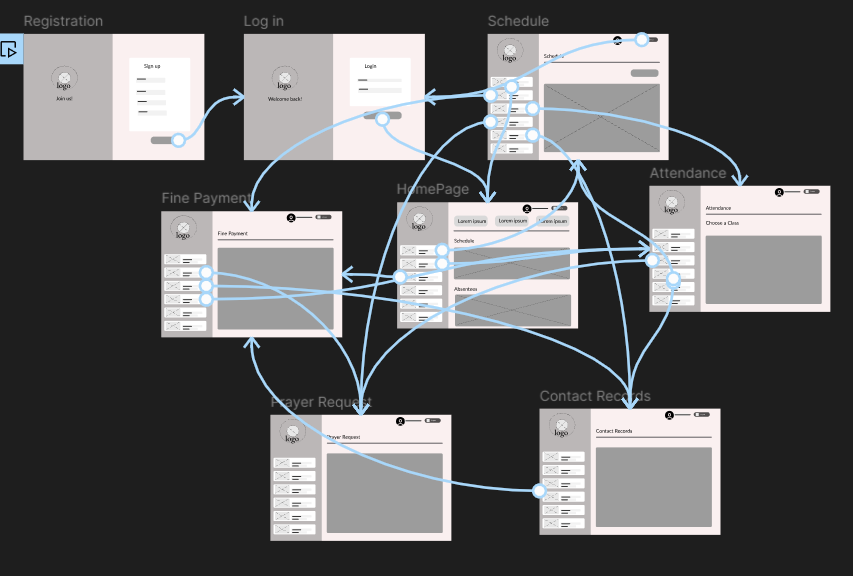 Registration
Log in
Schedule
Sign up
logo
Join us!
Login
logo
Welcome back!
logo
Schedule
Attendance
logo
Attendance
Choose a Class
Fine Payment
logo
Fine Payment
HomePage
logo
Lorem ipsum
Lorem ipsum
Lorem ipsum
Schedule
Absentees
Prayer Request
logo
Prayer Request
Contact Records
logo
Contact Records